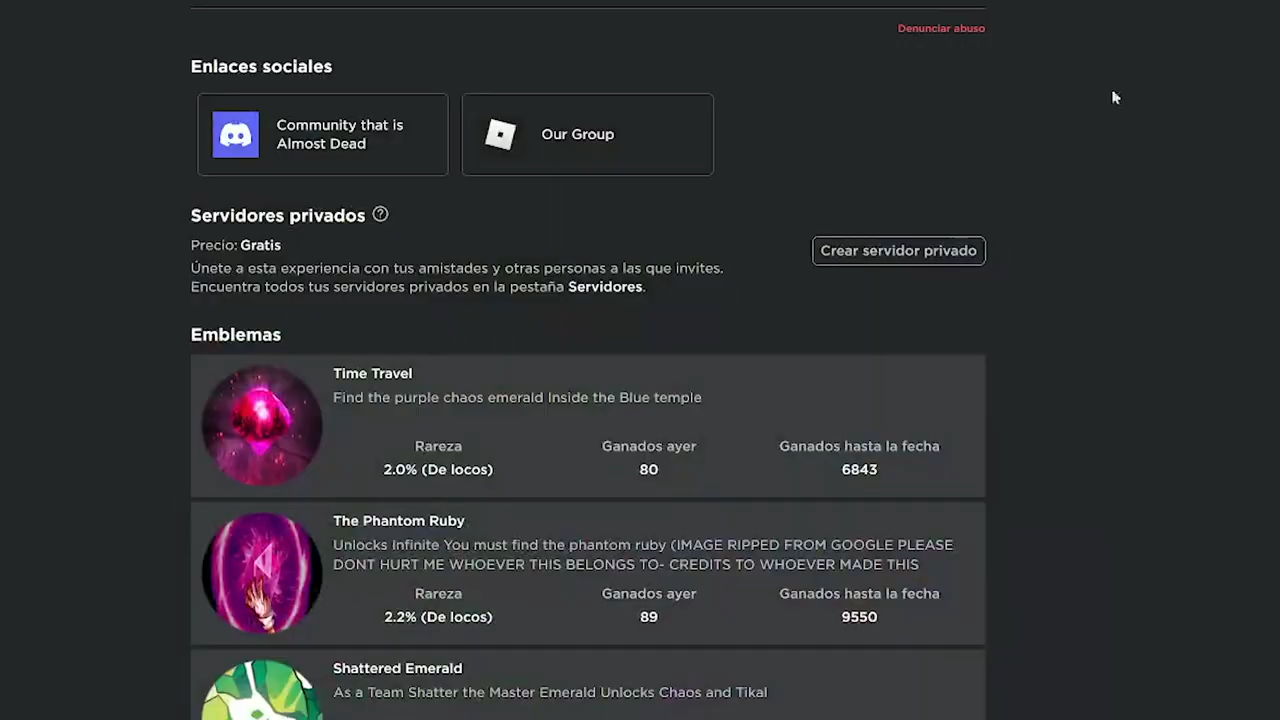 Denunciar abuso
Enlaces sociales
Community that is
Almost Dead
Our Group
Servidores privados
Precio: Gratis
Únete a esta experiencia con tus amistades y otras personas a las que invites.
Encuentra todos tus servidores privados en la pestaña Servidores.
Crear servidor privado
Emblemas
Time Travel
Find the purple chaos emerald Inside the Blue temple
Rareza
2.0% (De locos)
Ganados ayer
80
Ganados hasta la fecha
6843
The Phantom Ruby
Unlocks Infinite You must find the phantom ruby (IMAGE RIPPED FROM GOOGLE PLEASE
DONT HURT ME WHOEVER THIS BELONGS TO- CREDITS TO WHOEVER MADE THIS
Rareza
2.2% (De locos)
Ganados ayer
89
Ganados hasta la fecha
9550
Shattered Emerald
As a Team Shatter the Master Emerald Unlocks Chaos and Tikal